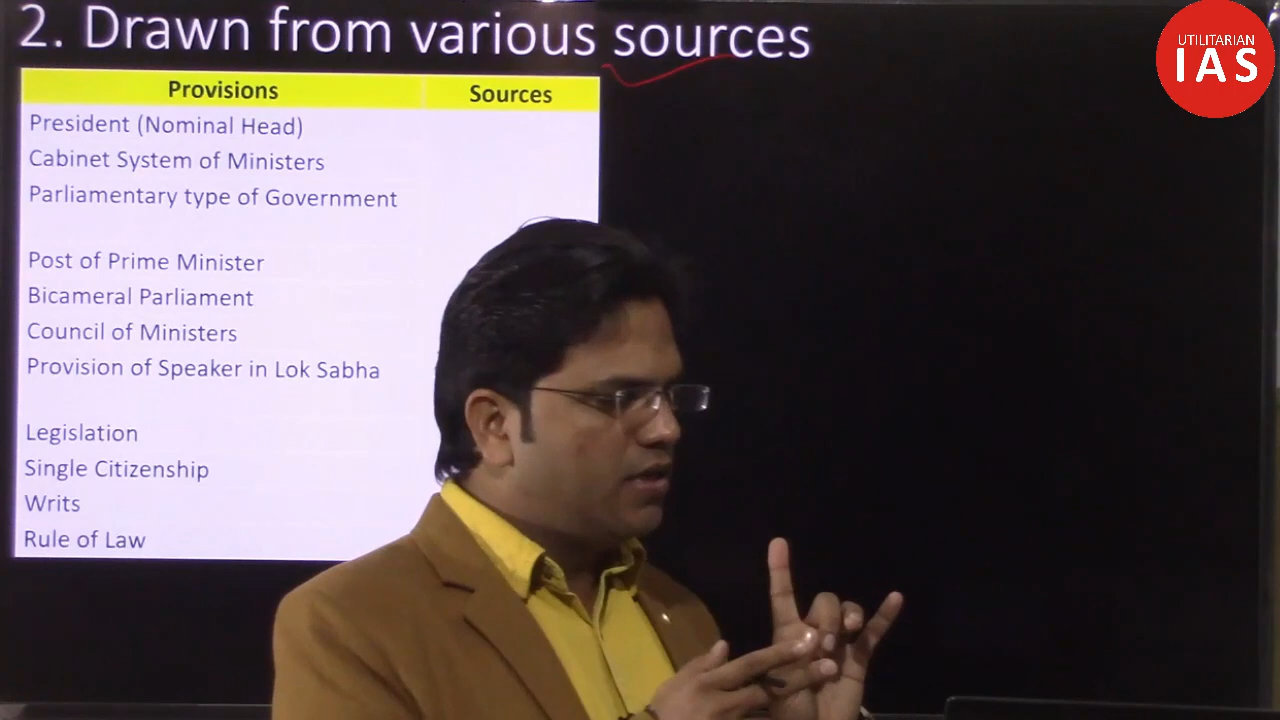 2. Drawn from various sources
UTILITARIAN
IAS
Provisions Sources
President (Nominal Head)
Cabinet System of Ministers
Parliamentary type of Government
Post of Prime Minister
Bicameral Parliament
Council of Ministers
Provision of Speaker in Lok Sabha
Legislation
Single Citizenship
Writs
Rule of Law